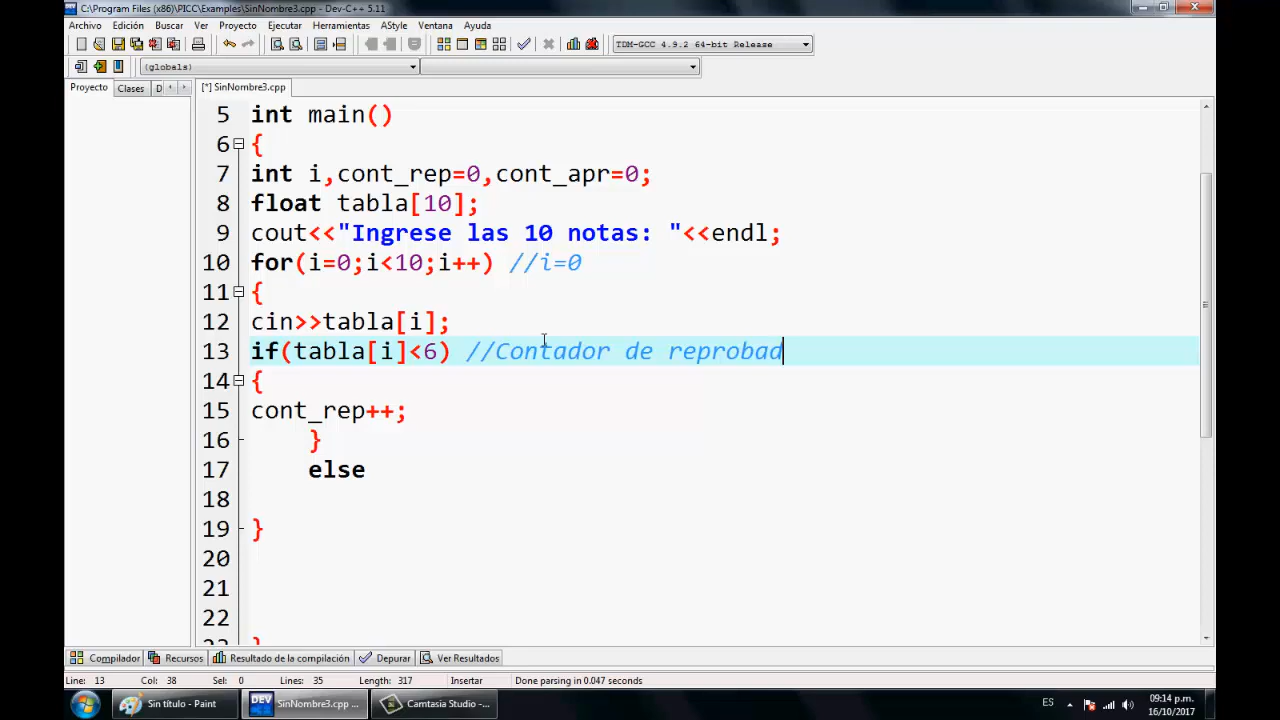 C:\Program Files (x86)\PICC\Examples\SinNombre3.cpp - Dev-C++ 5.11
Archivo Edición Buscar Ver Proyecto Ejecutar Herramientas AStyle Ventana Ayuda
TDM-GCC 4.9.2 64-bit Release
(globals)
Proyecto Clases D
[*] SinNombre3.cpp
5 int main()
6 {
7 int i,cont_rep=0,cont_apr=0;
8 float tabla[10];
9 cout<<"Ingrese las 10 notas: "<<endl;
10 for(i=0;i<10;i++) //i=0
11 {
12 cin>>tabla[i];
13 if(tabla[i]<6) //Contador de reprobad
14 {
15 cont_rep++;
16 }
17 else
18
19 }
20
21
22
23 }
Compilador Recursos Resultado de la compilación Depurar Ver Resultados
Line: 13 Col: 38 Sel: 0 Lines: 35 Length: 317 Insertar Done parsing in 0.047 seconds
Sin título - Paint
DEV SinNombre3.cpp ...
Camtasia Studio -...
ES
09:14 p.m.
16/10/2017